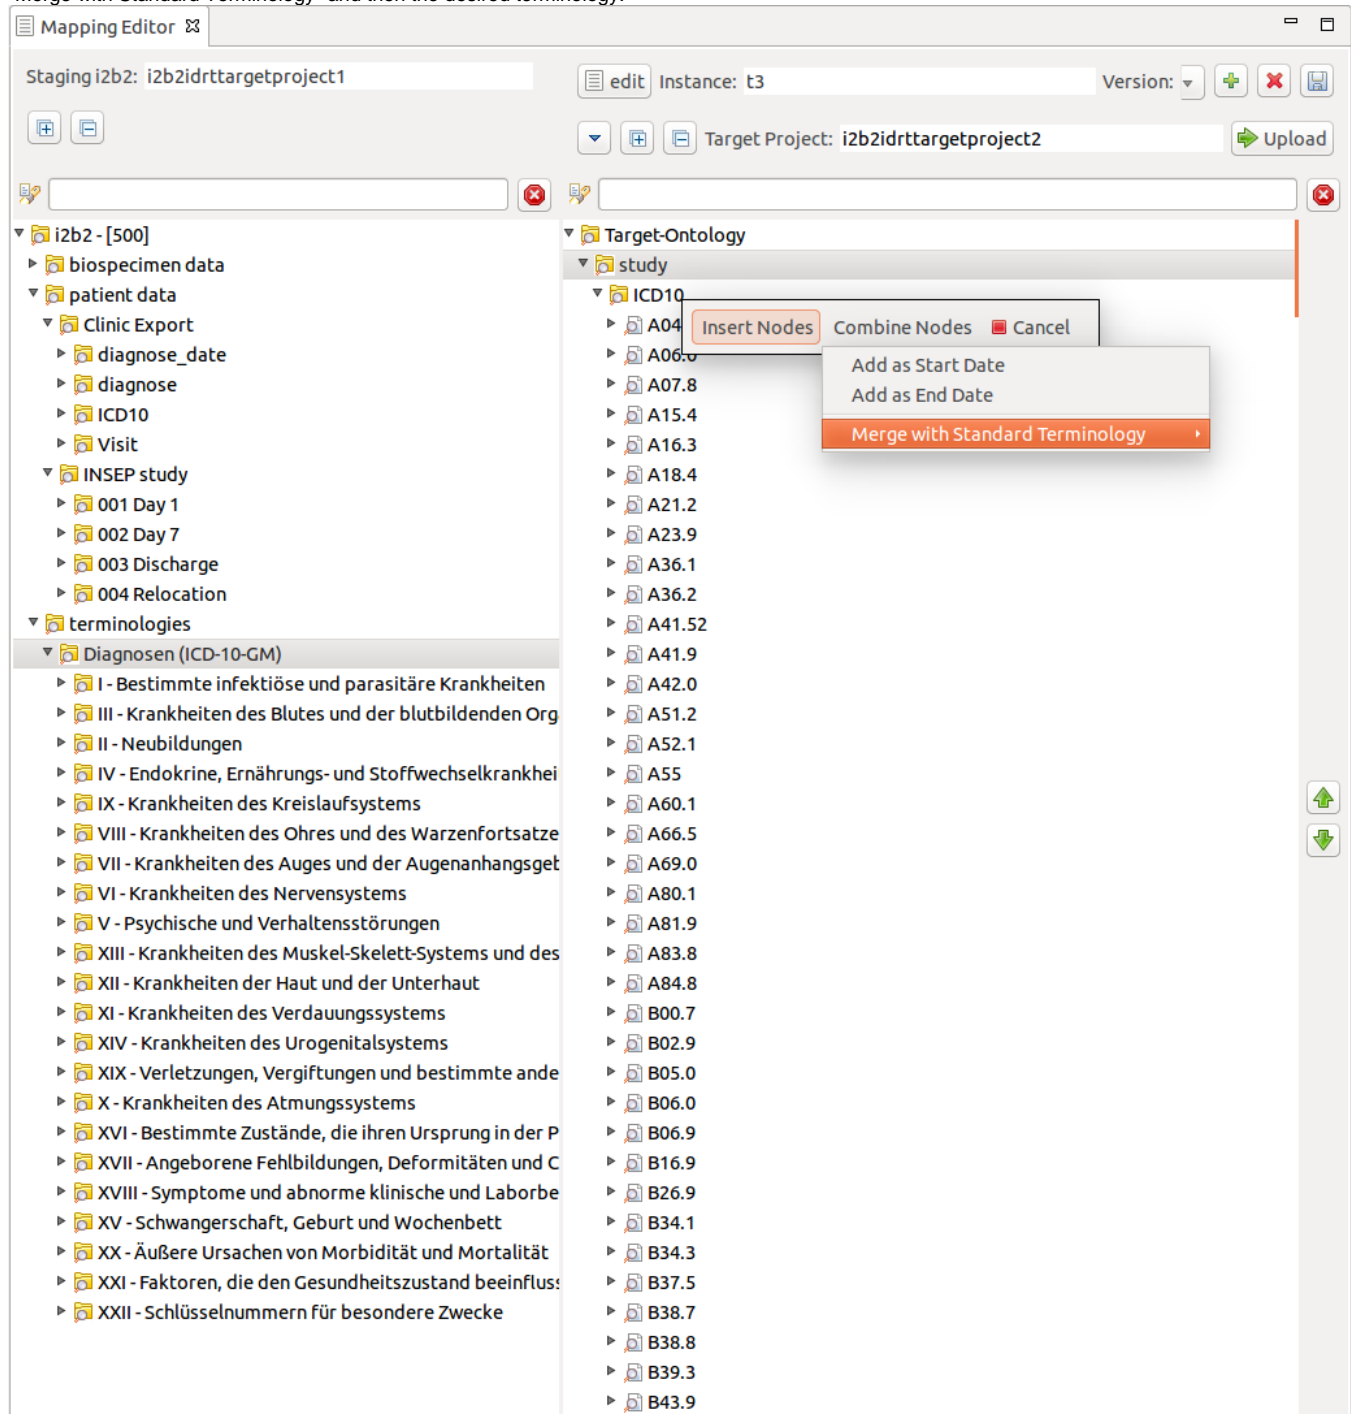 "Merge with Standard Terminology" and then the desired terminology.
Mapping Editor
Staging i2b2: i2b2idrttargetproject1
edit Instance: t3 Version:
Target Project: i2b2idrttargetproject2 Upload
i2b2 - [500]
biospecimen data
patient data
Clinic Export
diagnose_date
diagnose
ICD10
Visit
INSEP study
001 Day 1
002 Day 7
003 Discharge
004 Relocation
terminologies
Diagnosen (ICD-10-GM)
I - Bestimmte infektiöse und parasitäre Krankheiten
III - Krankheiten des Blutes und der blutbildenden Org
II - Neubildungen
IV - Endokrine, Ernährungs- und Stoffwechselkrankhei
IX - Krankheiten des Kreislaufsystems
VIII - Krankheiten des Ohres und des Warzenfortsatze
VII - Krankheiten des Auges und der Augenanhangsgeb
VI - Krankheiten des Nervensystems
V - Psychische und Verhaltensstörungen
XIII - Krankheiten des Muskel-Skelett-Systems und des
XII - Krankheiten der Haut und der Unterhaut
XI - Krankheiten des Verdauungssystems
XIV - Krankheiten des Urogenitalsystems
XIX - Verletzungen, Vergiftungen und bestimmte ande
X - Krankheiten des Atmungssystems
XVI - Bestimmte Zustände, die ihren Ursprung in der P
XVII - Angeborene Fehlbildungen, Deformitäten und C
XVIII - Symptome und abnorme klinische und Laborbe
XV - Schwangerschaft, Geburt und Wochenbett
XX - Äußere Ursachen von Morbidität und Mortalität
XXI - Faktoren, die den Gesundheitszustand beeinfluss
XXII - Schlüsselnummern für besondere Zwecke
Target-Ontology
study
ICD10
A04
Insert Nodes Combine Nodes Cancel
A06.0
Add as Start Date
Add as End Date
Merge with Standard Terminology
A07.8
A15.4
A16.3
A18.4
A21.2
A23.9
A36.1
A36.2
A41.52
A41.9
A42.0
A51.2
A52.1
A55
A60.1
A66.5
A69.0
A80.1
A81.9
A83.8
A84.8
B00.7
B02.9
B05.0
B06.0
B06.9
B16.9
B26.9
B34.1
B34.3
B37.5
B38.7
B38.8
B39.3
B43.9